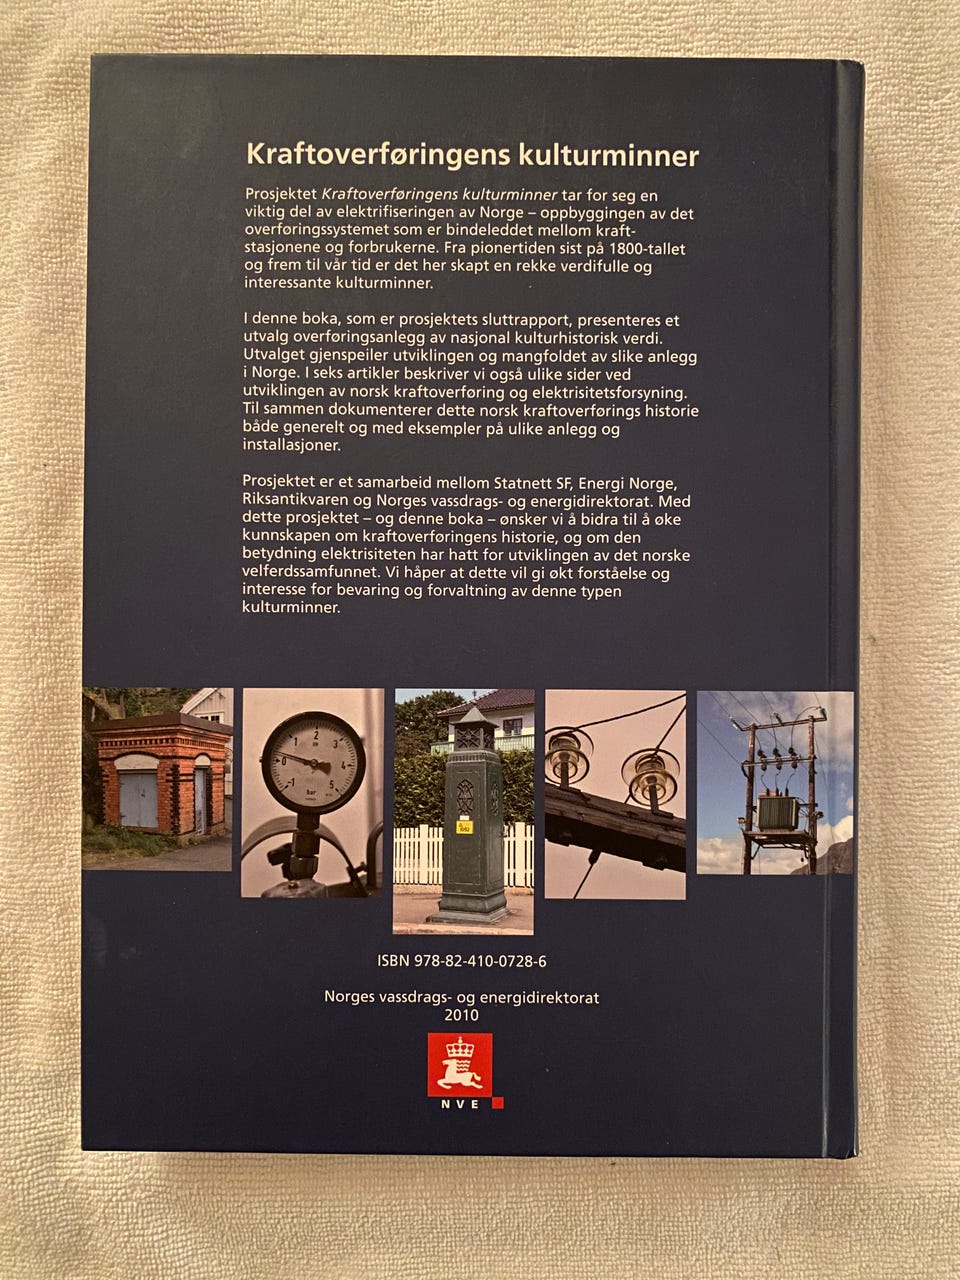 Kraftoverføringens kulturminner
Prosjektet Kraftoverføringens kulturminner tar for seg en
viktig del av elektrifiseringen av Norge – oppbyggingen av det
overføringssystemet som er bindeleddet mellom kraft-
stasjonene og forbrukerne. Fra pionertiden sist på 1800-tallet
og frem til vår tid er det her skapt en rekke verdifulle og
interessante kulturminner.
I denne boka, som er prosjektets sluttrapport, presenteres et
utvalg overføringsanlegg av nasjonal kulturhistorisk verdi.
Utvalget gjenspeiler utviklingen og mangfoldet av slike anlegg
i Norge. I seks artikler beskriver vi også ulike sider ved
utviklingen av norsk kraftoverføring og elektrisitetsforsyning.
Til sammen dokumenterer dette norsk kraftoverførings historie
både generelt og med eksempler på ulike anlegg og
installasjoner.
Prosjektet er et samarbeid mellom Statnett SF, Energi Norge,
Riksantikvaren og Norges vassdrags- og energidirektorat. Med
dette prosjektet – og denne boka – ønsker vi å bidra til å øke
kunnskapen om kraftoverføringens historie, og om den
betydning elektrisiteten har hatt for utviklingen av det norske
velferdssamfunnet. Vi håper at dette vil gi økt forståelse og
interesse for bevaring og forvaltning av denne typen
kulturminner.
-1 0 1 2 3 4 5
bar
ISBN 978-82-410-0728-6
Norges vassdrags- og energidirektorat
2010
NVE